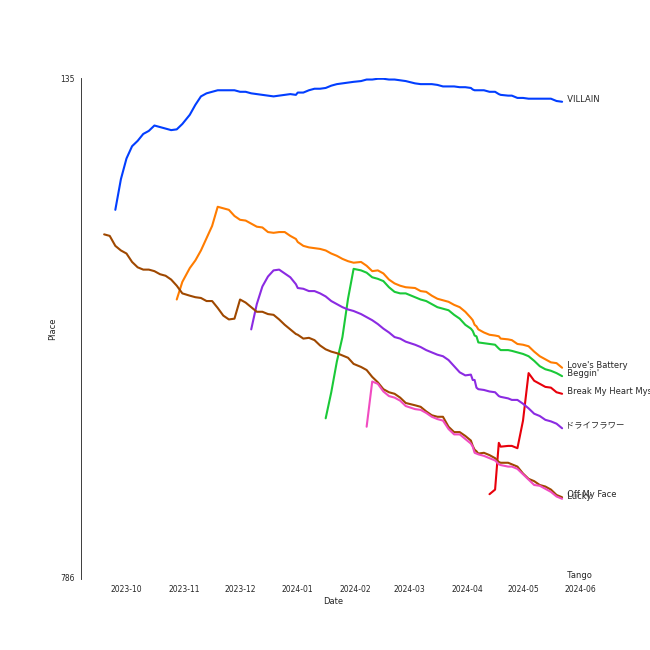 135
VILLAIN
Place
Love's Battery
Beggin'
Break My Heart Mys
ドライフラワー
Off My Face
Lucky
Tango
786
2023-10 2023-11 2023-12 2024-01 2024-02 2024-03 2024-04 2024-05 2024-06
Date